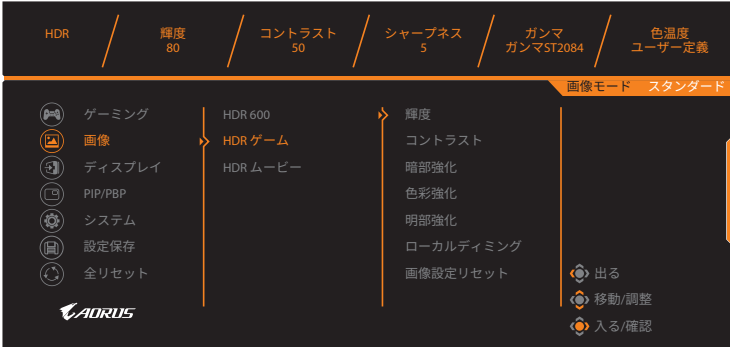 HDR
輝度
80
コントラスト
50
シャープネス
5
ガンマ
ガンマST2084
色温度
ユーザー定義
画像モード スタンダード
ゲーミング
画像
ディスプレイ
PIP/PBP
システム
設定保存
全リセット
HDR 600
HDR ゲーム
HDR ムービー
輝度
コントラスト
暗部強化
色彩強化
明部強化
ローカルディミング
画像設定リセット
出る
移動/調整
入る/確認
AORUS